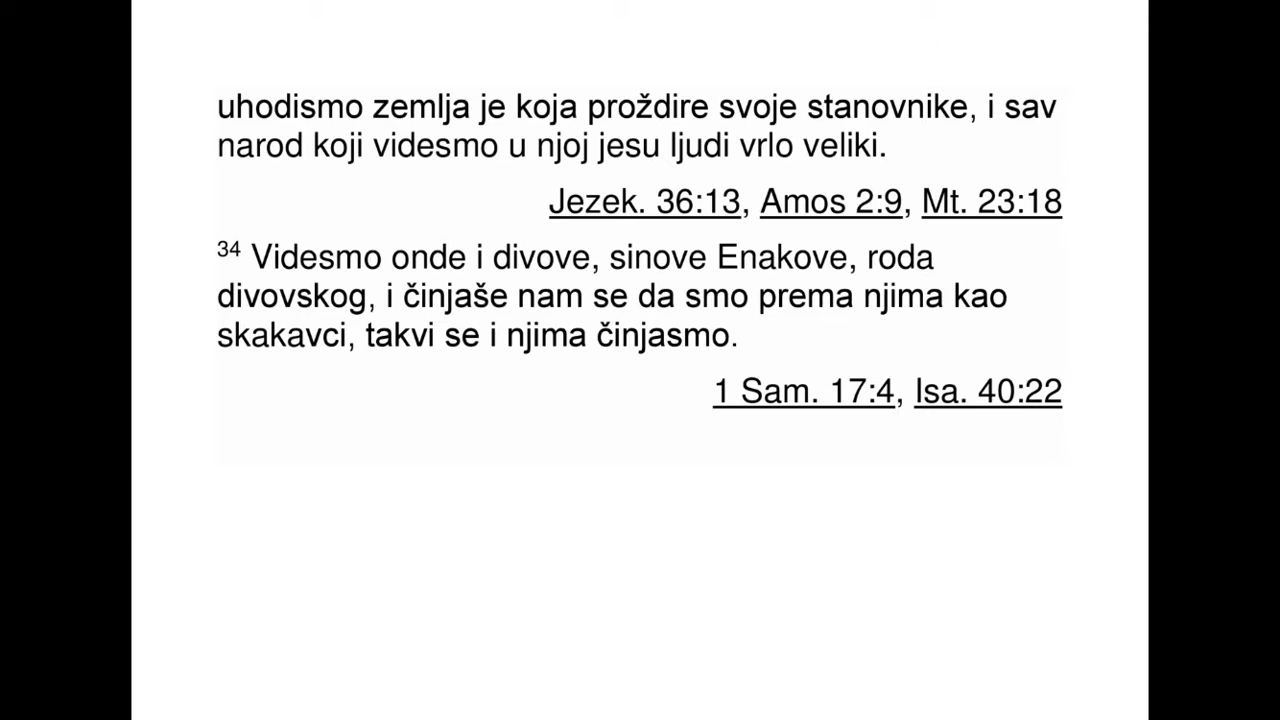 uhodismo zemlja je koja proždire svoje stanovnike, i sav
narod koji videsmo u njoj jesu ljudi vrlo veliki.
Jezek. 36:13, Amos 2:9, Mt. 23:18
34 Videsmo onde i divove, sinove Enakove, roda
divovskog, i činjaše nam se da smo prema njima kao
skakavci, takvi se i njima činjasmo.
1 Sam. 17:4, Isa. 40:22